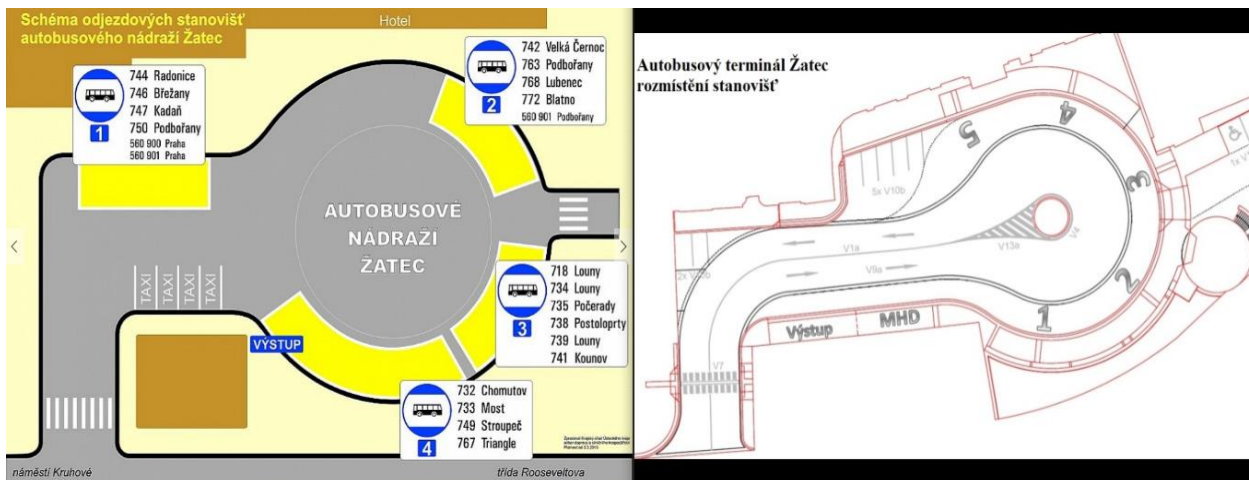 Schéma odjezdových stanovišť
autobusového nádraží Žatec
Hotel
744 Radonice
746 Břežany
747 Kadaň
750 Podbořany
560 900 Praha
560 901 Praha
1
742 Velká Černoc
763 Podbořany
768 Lubenec
772 Blatno
560 901 Podbořany
2
AUTOBUSOVÉ
NÁDRAŽÍ
ŽATEC
TAXI
TAXI
TAXI
TAXI
VÝSTUP
718 Louny
734 Louny
735 Počerady
738 Postoloprty
739 Louny
741 Kounov
3
732 Chomutov
733 Most
749 Stroupeč
767 Triangle
4
náměstí Kruhové
třída Rooseveltova
Autobusový terminál Žatec
rozmístění stanovišť
5
4
3
2
1
5x V10b
V1a
V9a
V13a
V4
V7
Výstup
MHD